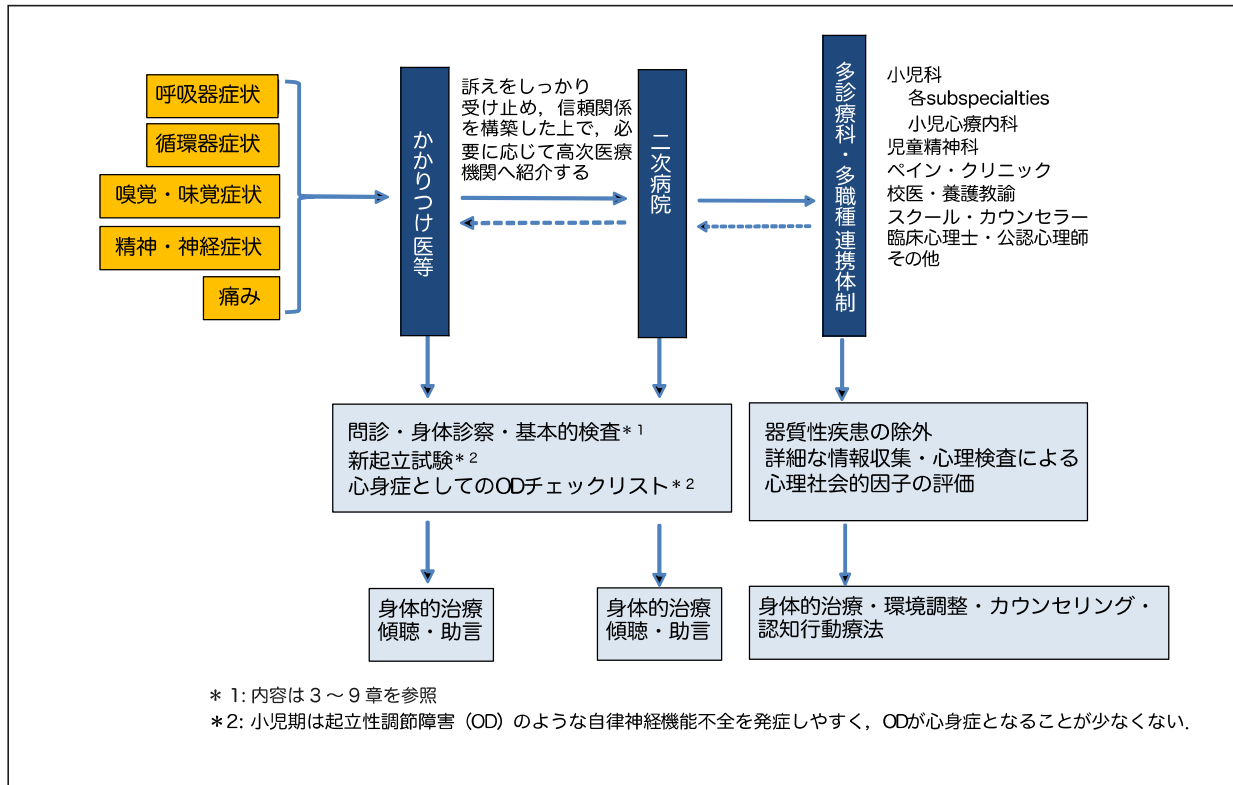 呼吸器症状
循環器症状
嗅覚・味覚症状
精神・神経症状
痛み
かかりつけ医等
訴えをしっかり
受け止め，信頼関係
を構築した上で，必
要に応じて高次医療
機関へ紹介する
二次病院
多診療科・多職種連携体制
小児科
各subspecialties
小児心療内科
児童精神科
ペイン・クリニック
校医・養護教諭
スクール・カウンセラー
臨床心理士・公認心理師
その他
問診・身体診察・基本的検査＊1
新起立試験＊2
心身症としてのODチェックリスト＊2
器質性疾患の除外
詳細な情報収集・心理検査による
心理社会的因子の評価
身体的治療
傾聴・助言
身体的治療
傾聴・助言
身体的治療・環境調整・カウンセリング・
認知行動療法
＊1: 内容は3～9章を参照
＊2: 小児期は起立性調節障害（OD）のような自律神経機能不全を発症しやすく，ODが心身症となることが少なくない．